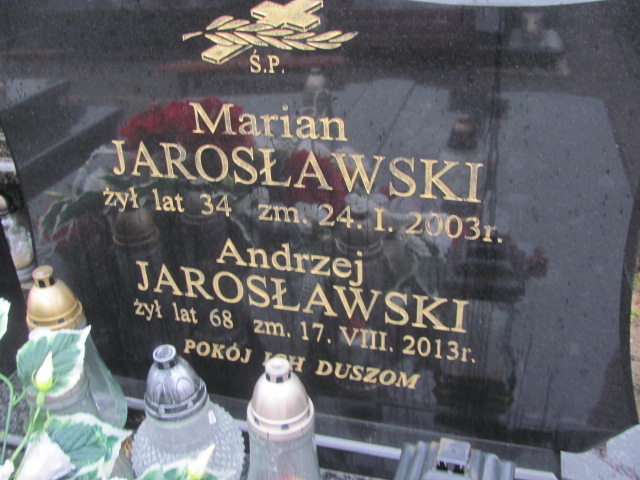 Ś.P.
Marian
JAROSŁAWSKI
żył lat 34 zm. 24. I. 2003r.
Andrzej
JAROSŁAWSKI
żył lat 68 zm. 17. VIII. 2013r.
POKÓJ ICH DUSZOM